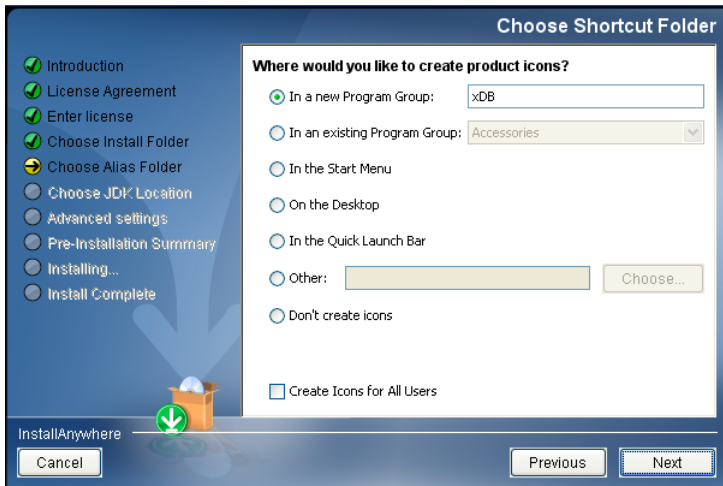 Choose Shortcut Folder
Introduction
License Agreement
Enter license
Choose Install Folder
Choose Alias Folder
Choose JDK Location
Advanced settings
Pre-Installation Summary
Installing...
Install Complete
Where would you like to create product icons?
In a new Program Group: xDB
In an existing Program Group: Accessories
In the Start Menu
On the Desktop
In the Quick Launch Bar
Other: Choose...
Don't create icons
Create Icons for All Users
InstallAnywhere
Cancel Previous Next